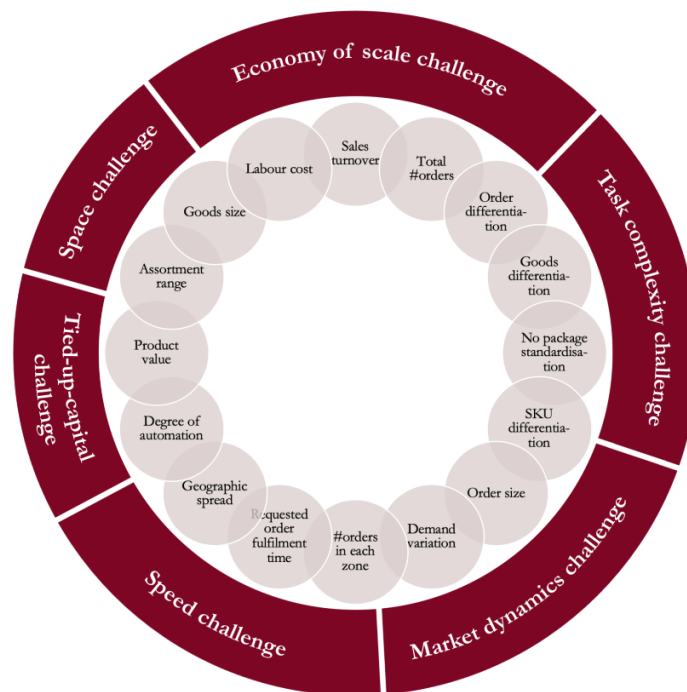 Economy of scale challenge
Task complexity challenge
Market dynamics challenge
Speed challenge
Tied-up-capital
challenge
Space challenge
Sales
turnover
Total
#orders
Order
differentia-
tion
Goods
differentia-
tion
No package
standardisa-
tion
SKU
differentia-
tion
Order size
Demand
variation
#orders
in each
zone
Requested
order
fulfilment
time
Geographic
spread
Degree of
automation
Product
value
Assortment
range
Goods size
Labour cost